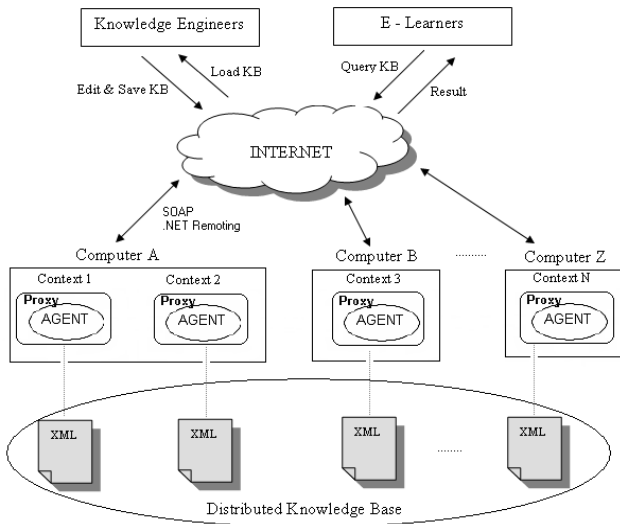 Knowledge Engineers
E - Learners
Load KB
Edit & Save KB
Query KB
Result
INTERNET
SOAP
.NET Remoting
Computer A
Computer B
........
Computer Z
Context 1
Context 2
Context 3
Context N
Proxy
AGENT
Proxy
AGENT
Proxy
AGENT
Proxy
AGENT
XML
XML
XML
........
XML
Distributed Knowledge Base